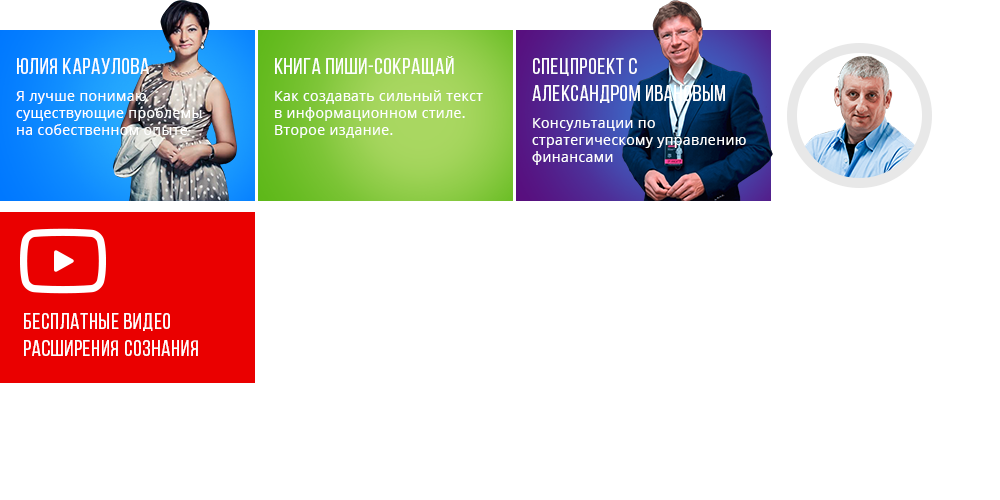 ЮЛИЯ КАРАУЛОВА
Я лучше понимаю
существующие проблемы
на собественном опыте.
КНИГА ПИШИ-СОКРАЩАЙ
Как создавать сильный текст
в информационном стиле.
Второе издание.
СПЕЦПРОЕКТ С
АЛЕКСАНДРОМ ИВАНОВЫМ
Консультации по
стратегическому управлению
финансами
БЕСПЛАТНЫЕ ВИДЕО
РАСШИРЕНИЯ СОЗНАНИЯ